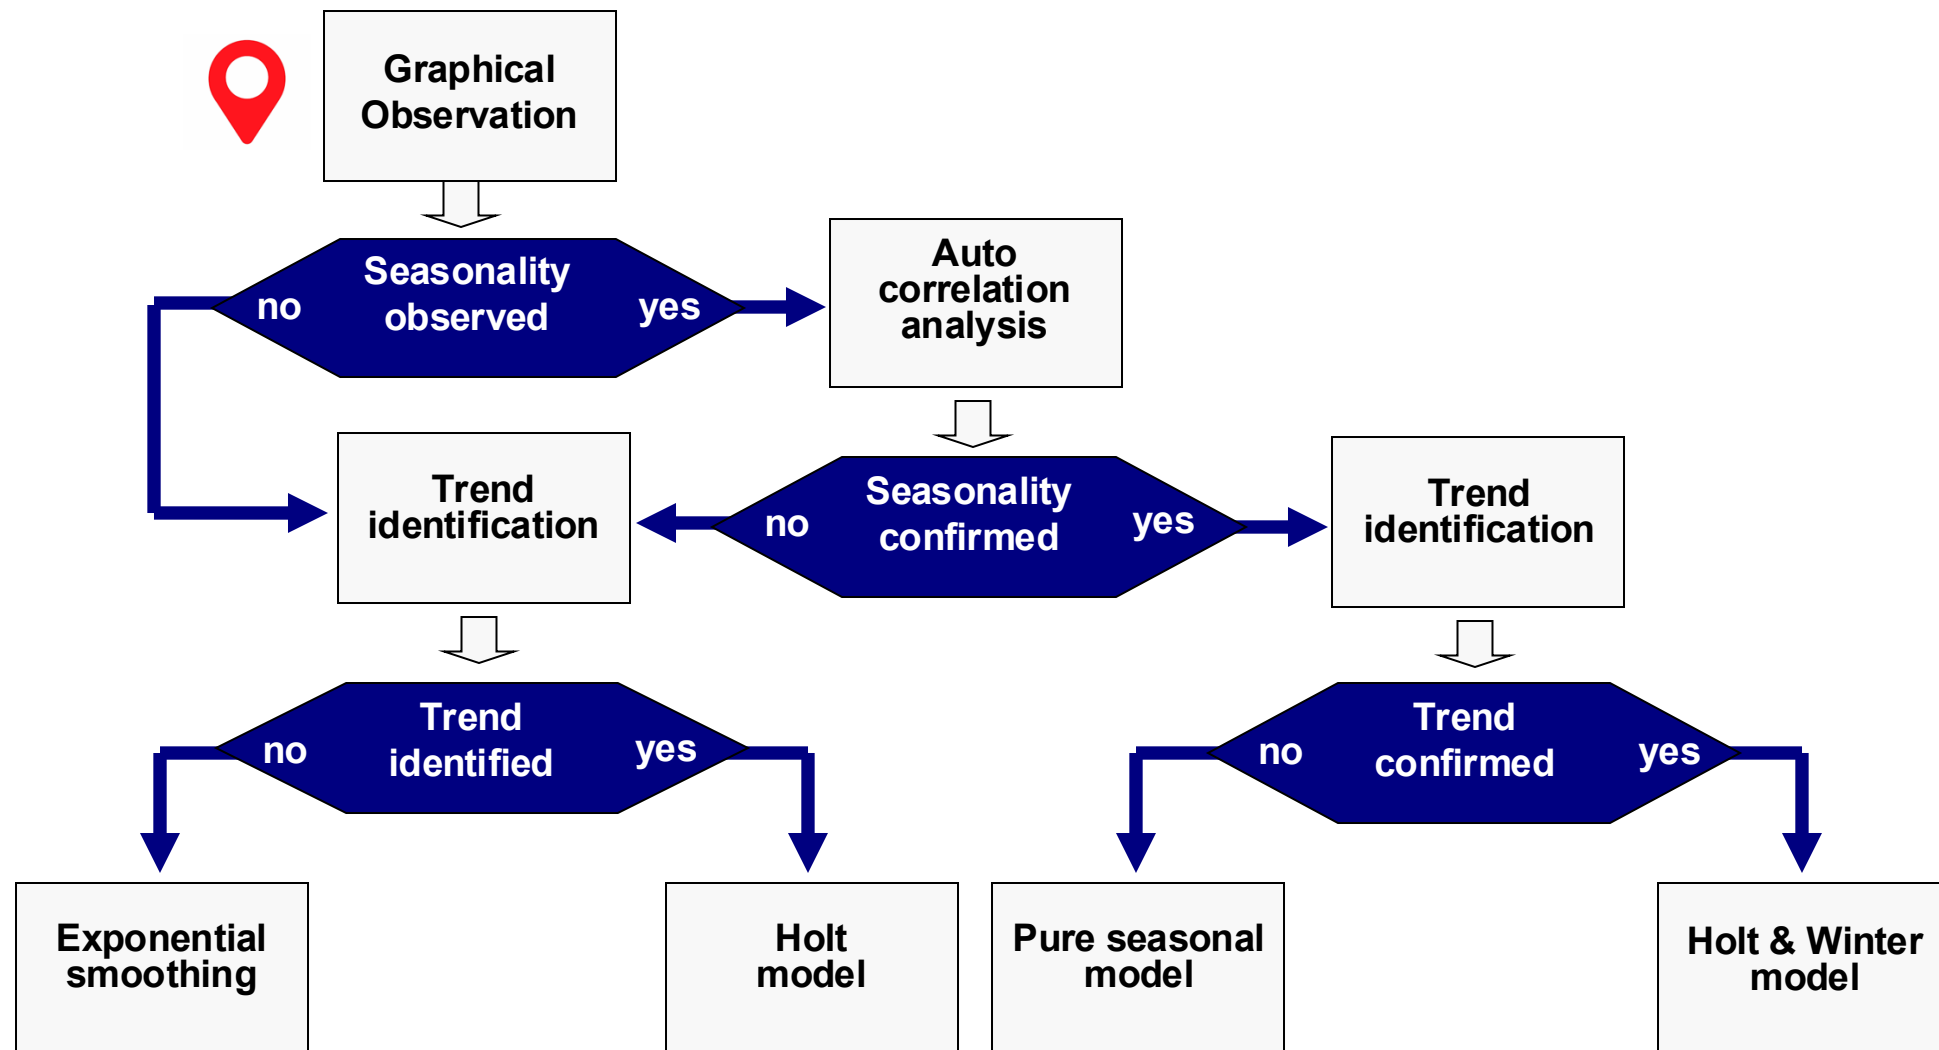 Graphical
Observation
Seasonality
observed
no
yes
Auto
correlation
analysis
Trend
identification
Seasonality
confirmed
no
yes
Trend
identification
Trend
identified
no
yes
Trend
confirmed
no
yes
Exponential
smoothing
Holt
model
Pure seasonal
model
Holt & Winter
model